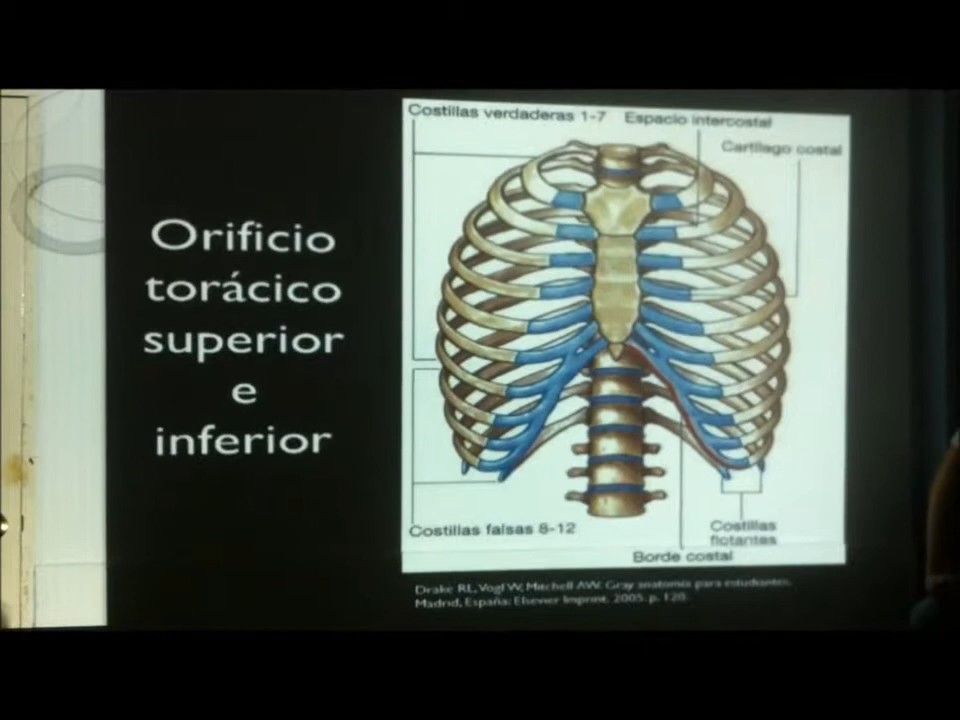 Orificio
torácico
superior
e
inferior
Costillas verdaderas 1-7
Espacio intercostal
Cartílago costal
Costillas falsas 8-12
Costillas
flotantes
Borde costal
Drake RL, Vogl W, Mitchell AW. Gray anatomía para estudiantes.
Madrid, España: Elsevier Imprint, 2005. p. 128.